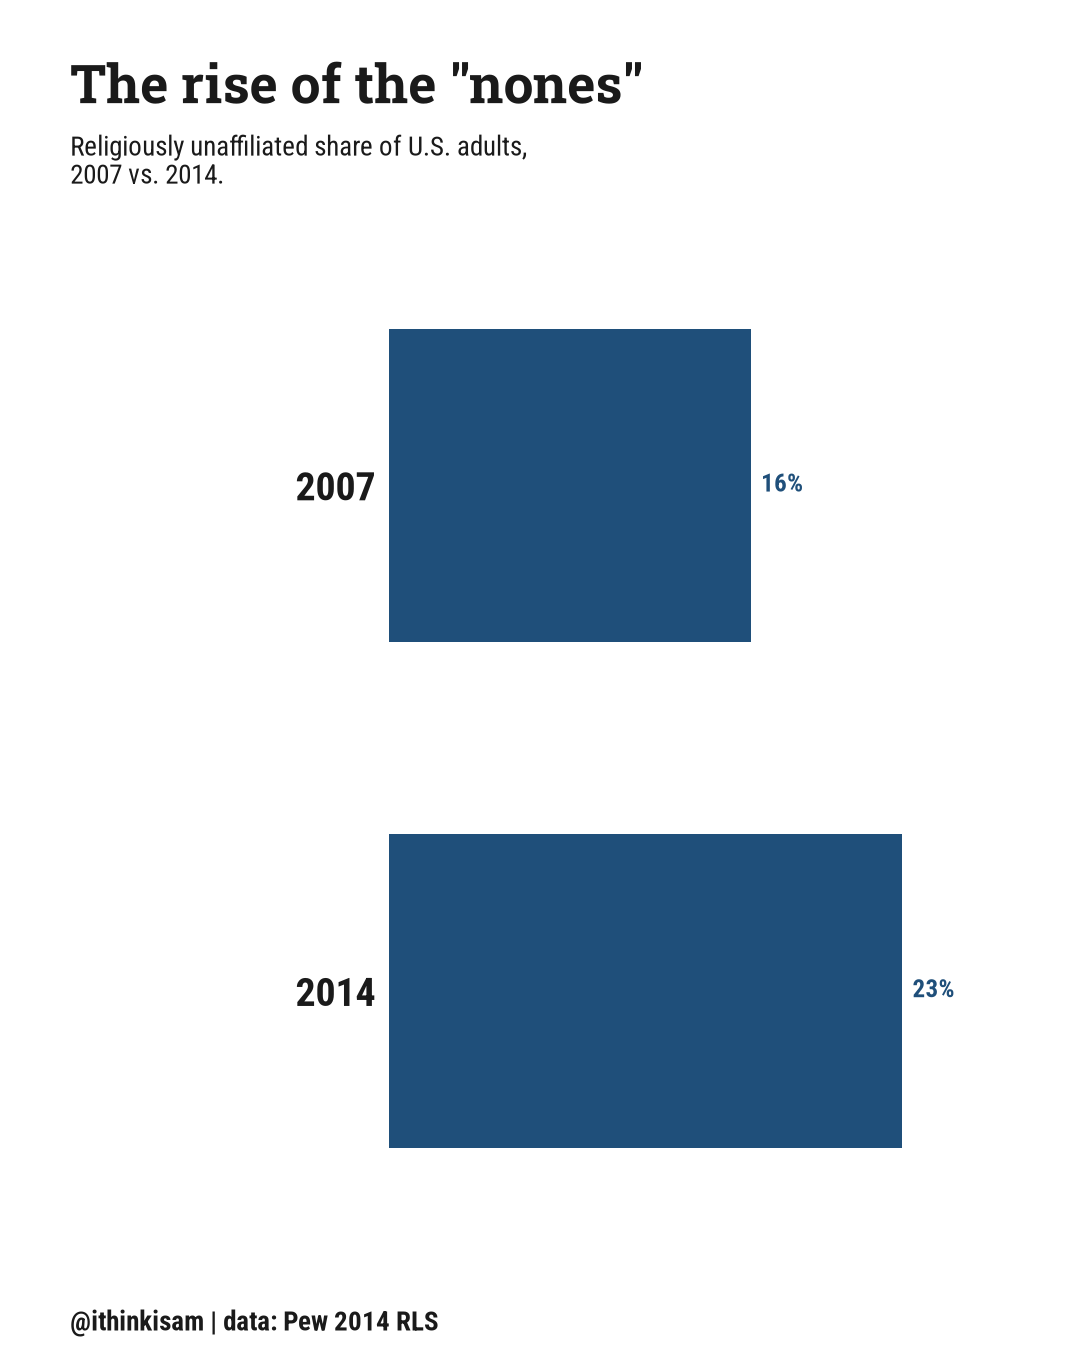 The rise of the "nones"
Religiously unaffiliated share of U.S. adults,
2007 vs. 2014.
2007
16%
2014
23%
@ithinkisam | data: Pew 2014 RLS